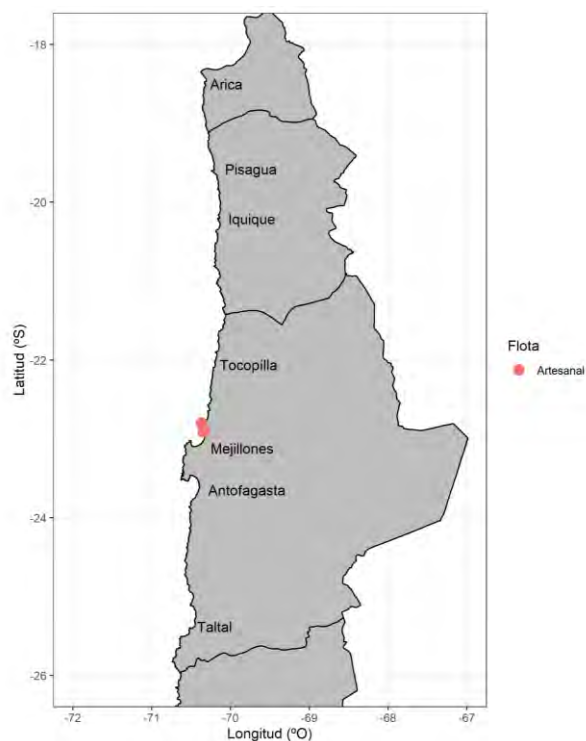 -18
Arica
Pisagua
-20
Iquique
Latitud (ºS)
-22
Tocopilla
Flota
Artesanal
Mejillones
Antofagasta
-24
Taltal
-26
-72
-71
-70
-69
-68
-67
Longitud (ºO)